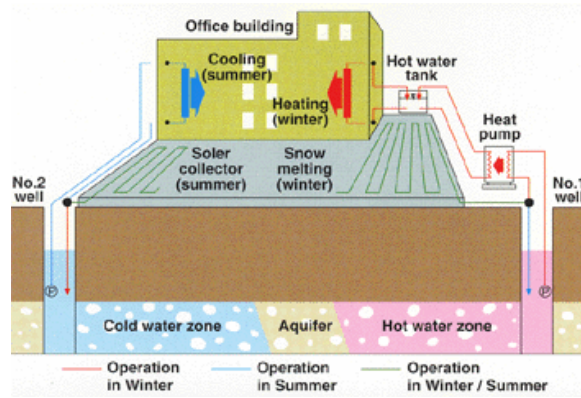 Office building
Cooling
(summer)
Hot water
tank
Heating
(winter)
Heat
pump
Soler
collector
(summer)
Snow
melting
(winter)
No.2
well
No.1
well
P
P
Cold water zone
Aquifer
Hot water zone
Operation
in Winter
Operation
in Summer
Operation
in Winter / Summer